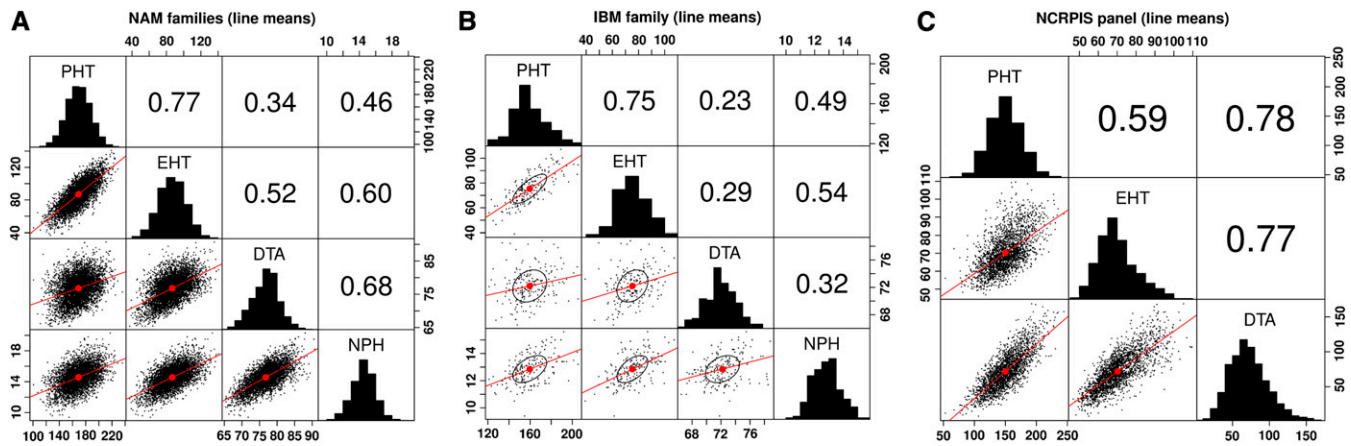 A NAM families (line means)
40 80 120
10 14 18
PHT
0.77
0.34
0.46
100 140 180 220
40 80 120
EHT
0.52
0.60
DTA
0.68
65 75 85
10 12 14 18
NPH
100 140 180 220
65 70 75 80 85 90
B IBM family (line means)
40 60 80 100
10 12 14
PHT
0.75
0.23
0.49
120 160 200
40 60 80 100
EHT
0.29
0.54
DTA
0.32
68 72 76
10 12 14
NPH
120 160 200
68 72 76
C NCRPIS panel (line means)
50 60 70 80 90 100 110
PHT
0.59
0.78
50 100 150 200 250
50 60 70 80 90 100 110
EHT
0.77
DTA
50 100 150
50 100 150 200 250
50 100 150